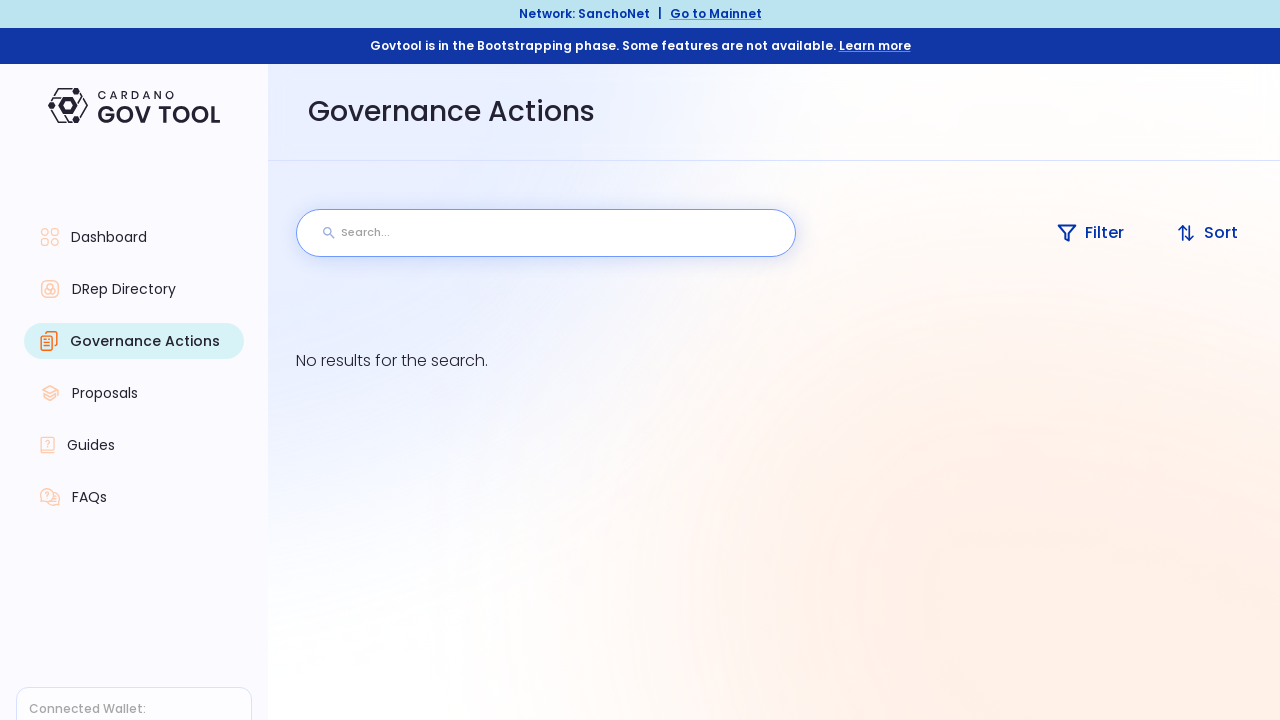 Network: SanchoNet | Go to Mainnet
Govtool is in the Bootstrapping phase. Some features are not available. Learn more
CARDANO
GOV TOOL
Governance Actions
Search...
Filter
Sort
Dashboard
DRep Directory
Governance Actions
Proposals
Guides
FAQs
No results for the search.
Connected Wallet: